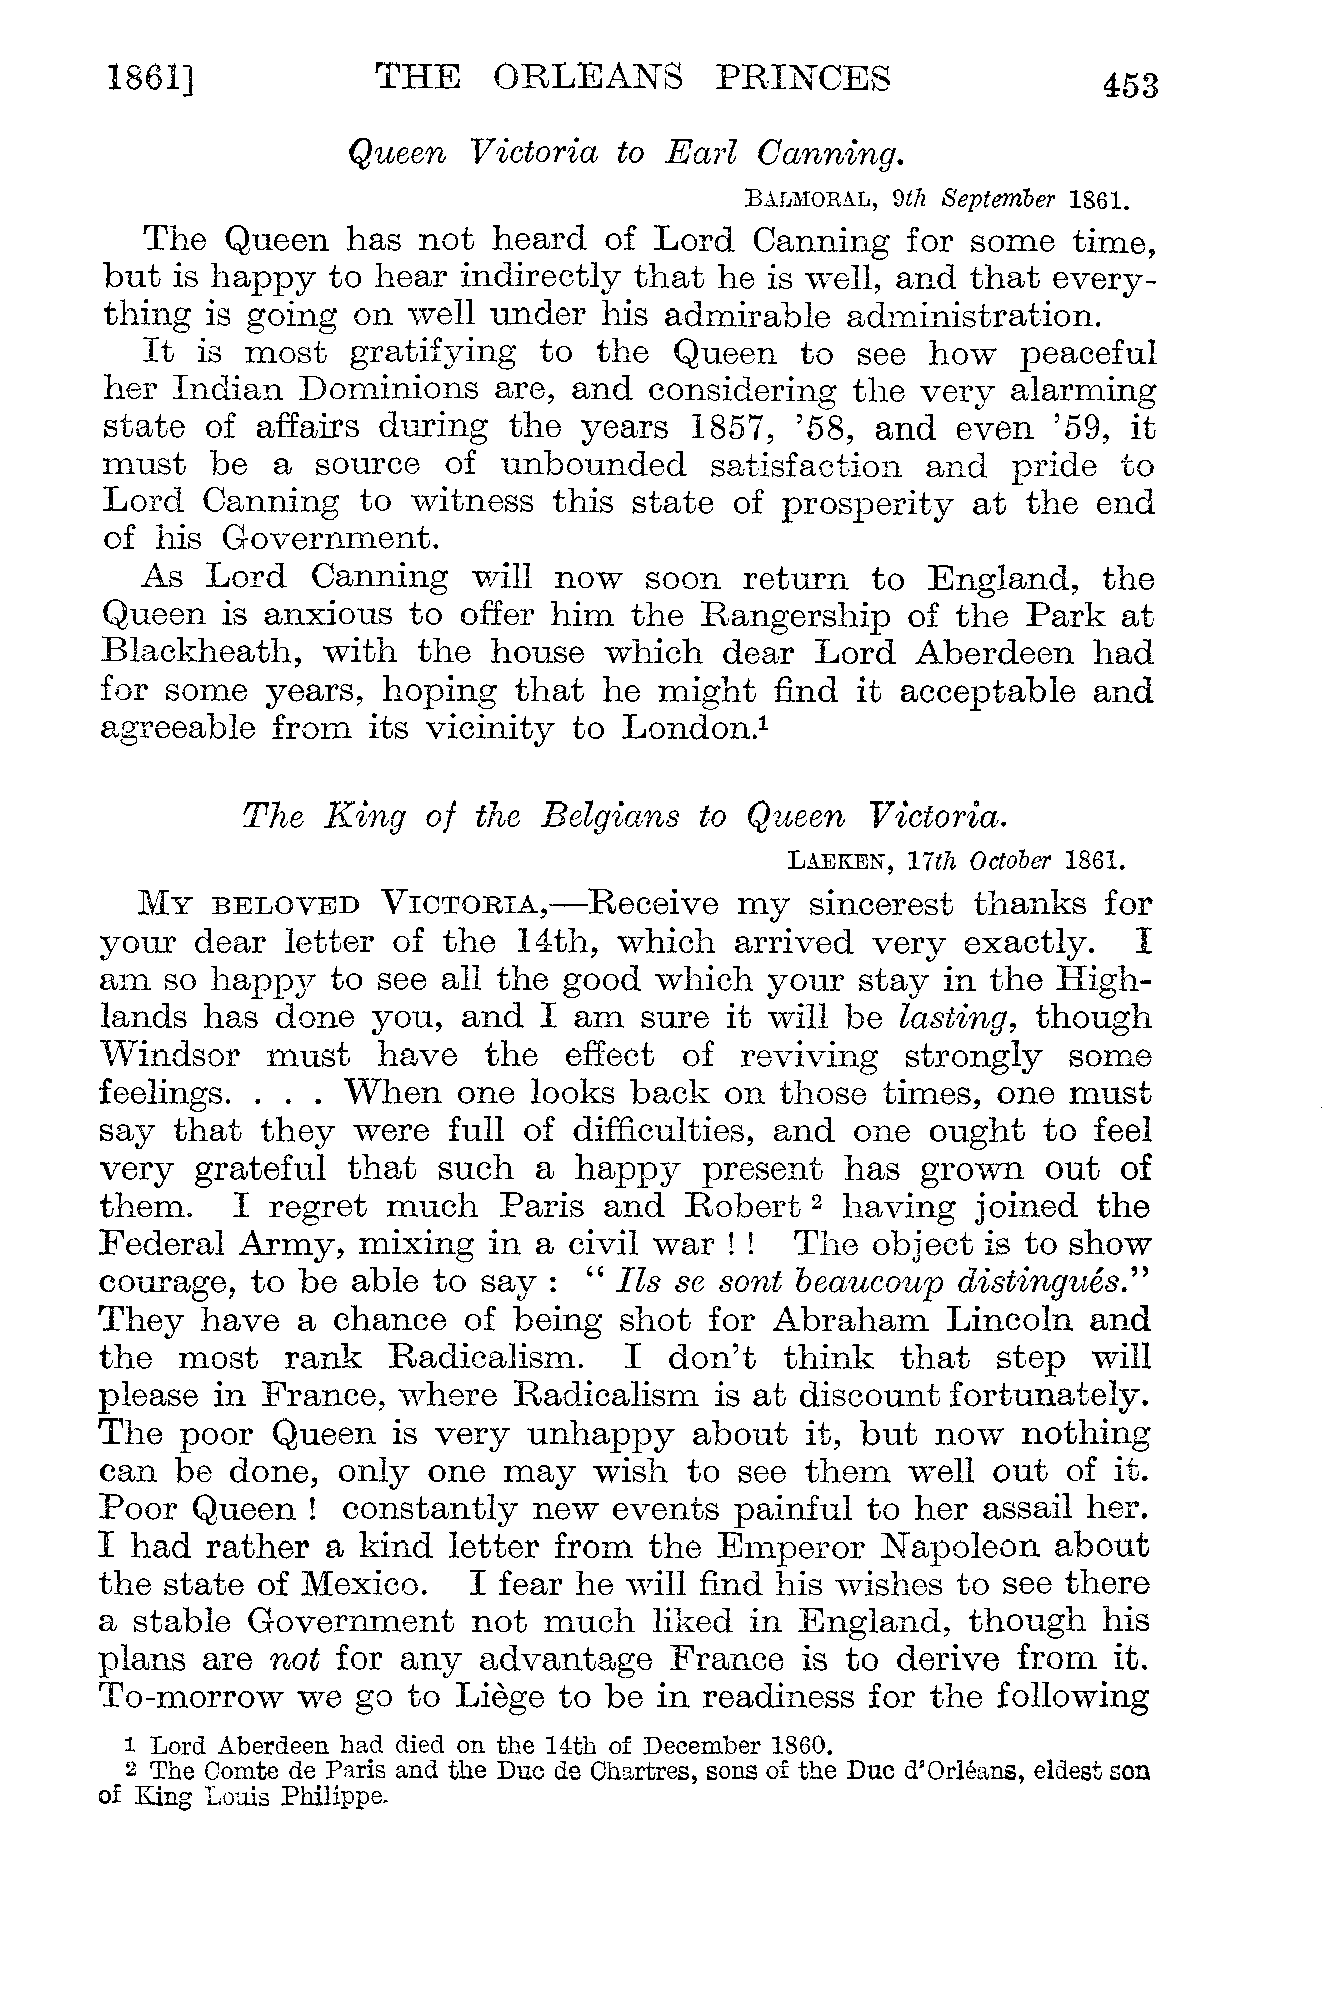 1861] THE ORLEANS PRINCES 453
Queen Victoria to Earl Canning.
BALMORAL, 9th September 1861.
The Queen has not heard of Lord Canning for some time,
but is happy to hear indirectly that he is well, and that every-
thing is going on well under his admirable administration.
It is most gratifying to the Queen to see how peaceful
her Indian Dominions are, and considering the very alarming
state of affairs during the years 1857, ’58, and even ’59, it
must be a source of unbounded satisfaction and pride to
Lord Canning to witness this state of prosperity at the end
of his Government.
As Lord Canning will now soon return to England, the
Queen is anxious to offer him the Rangership of the Park at
Blackheath, with the house which dear Lord Aberdeen had
for some years, hoping that he might find it acceptable and
agreeable from its vicinity to London.¹
The King of the Belgians to Queen Victoria.
LAEKEN, 17th October 1861.
MY BELOVED VICTORIA,—Receive my sincerest thanks for
your dear letter of the 14th, which arrived very exactly. I
am so happy to see all the good which your stay in the High-
lands has done you, and I am sure it will be lasting, though
Windsor must have the effect of reviving strongly some
feelings. . . . When one looks back on those times, one must
say that they were full of difficulties, and one ought to feel
very grateful that such a happy present has grown out of
them. I regret much Paris and Robert ² having joined the
Federal Army, mixing in a civil war ! ! The object is to show
courage, to be able to say : “ Ils se sont beaucoup distingués.”
They have a chance of being shot for Abraham Lincoln and
the most rank Radicalism. I don’t think that step will
please in France, where Radicalism is at discount fortunately.
The poor Queen is very unhappy about it, but now nothing
can be done, only one may wish to see them well out of it.
Poor Queen ! constantly new events painful to her assail her.
I had rather a kind letter from the Emperor Napoleon about
the state of Mexico. I fear he will find his wishes to see there
a stable Government not much liked in England, though his
plans are not for any advantage France is to derive from it.
To-morrow we go to Liège to be in readiness for the following
¹ Lord Aberdeen had died on the 14th of December 1860.
² The Comte de Paris and the Duc de Chartres, sons of the Duc d’Orléans, eldest son
of King Louis Philippe.